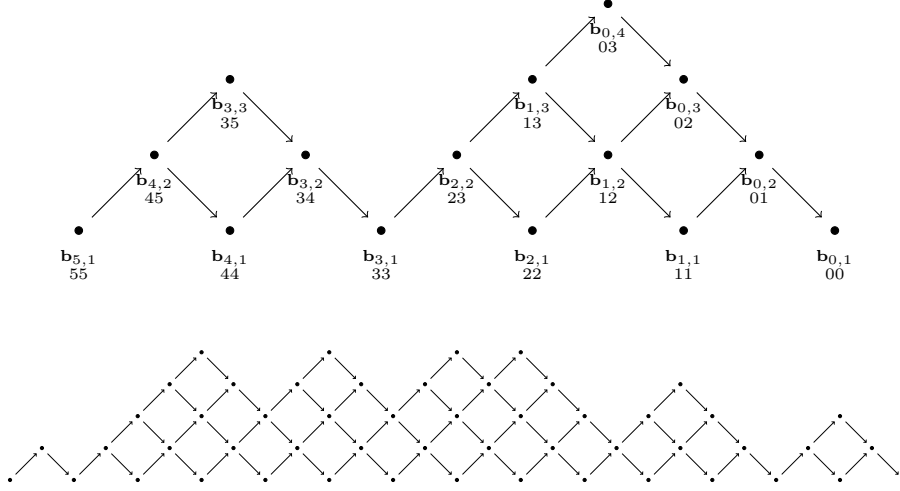 b0,4
03
b3,3
35
b1,3
13
b0,3
02
b4,2
45
b3,2
34
b2,2
23
b1,2
12
b0,2
01
b5,1
55
b4,1
44
b3,1
33
b2,1
22
b1,1
11
b0,1
00